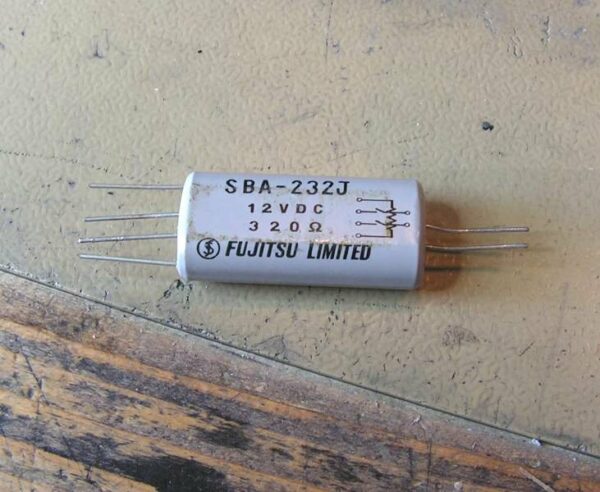 SBA-232J
12VDC
320Ω
FUJITSU LIMITED